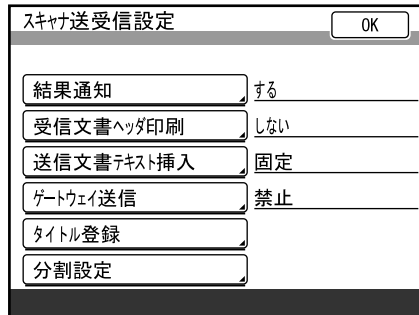 スキャナ送受信設定 OK
結果通知 する
受信文書ヘッダ印刷 しない
送信文書テキスト挿入 固定
ゲートウェイ送信 禁止
タイトル登録
分割設定